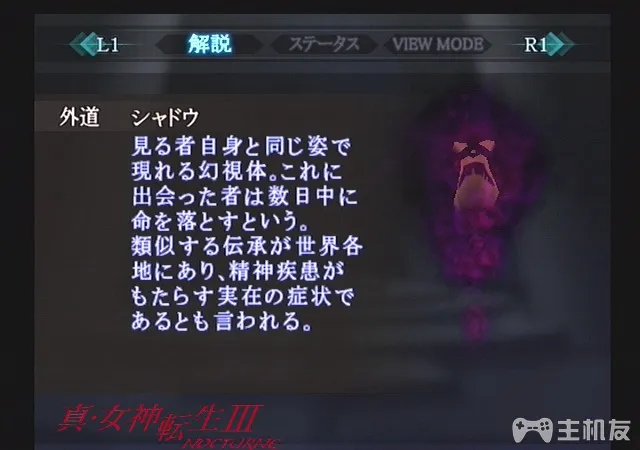 L1 解説 ステータス VIEW MODE R1
外道 シャドウ
見る者自身と同じ姿で
現れる幻視体。これに
出会った者は数日中に
命を落とすという。
類似する伝承が世界各
地にあり、精神疾患が
もたらす実在の症状で
あるとも言われる。
真・女神転生III
NOCTURNE
主机友